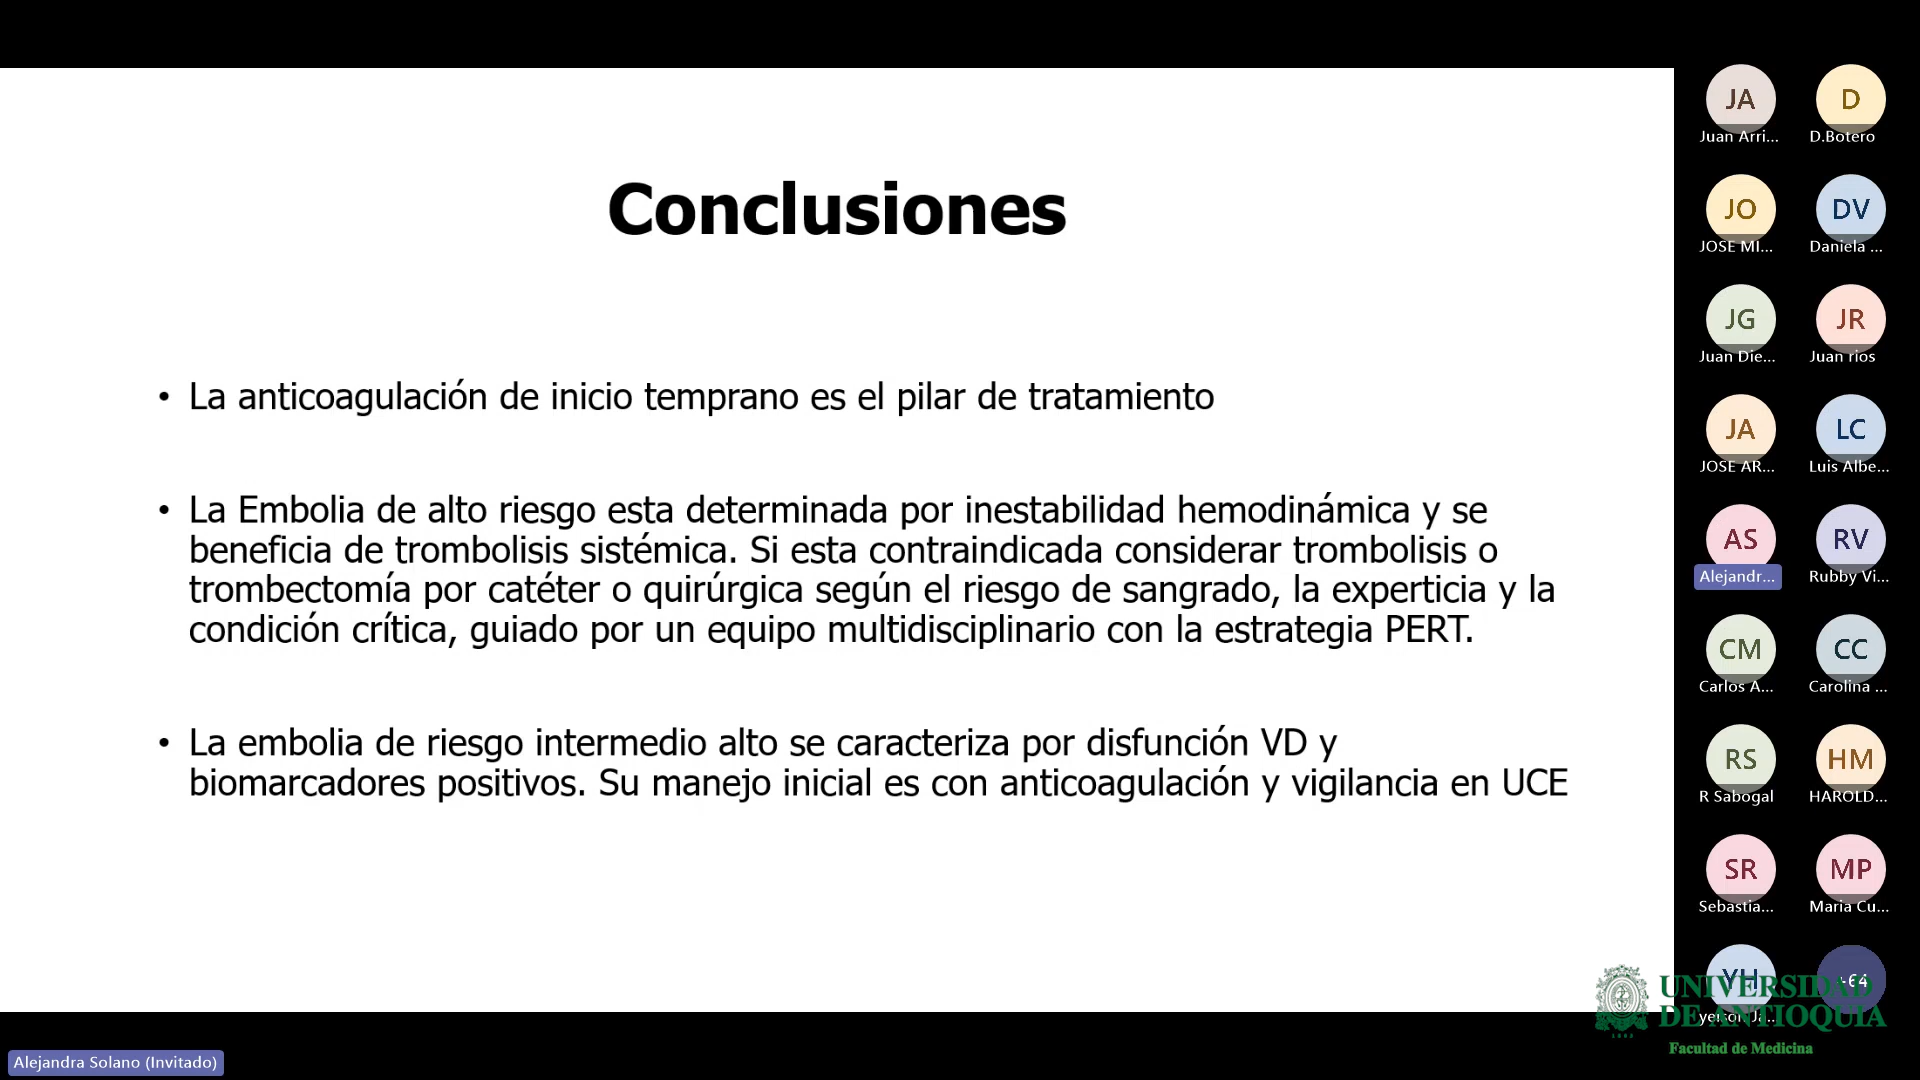 Conclusiones
• La anticoagulación de inicio temprano es el pilar de tratamiento
• La Embolia de alto riesgo esta determinada por inestabilidad hemodinámica y se
beneficia de trombolisis sistémica. Si esta contraindicada considerar trombolisis o
trombectomía por catéter o quirúrgica según el riesgo de sangrado, la experticia y la
condición crítica, guiado por un equipo multidisciplinario con la estrategia PERT.
• La embolia de riesgo intermedio alto se caracteriza por disfunción VD y
biomarcadores positivos. Su manejo inicial es con anticoagulación y vigilancia en UCE
JA
Juan Arri...
D
D.Botero
JO
JOSE MI...
DV
Daniela ...
JG
Juan Die...
JR
Juan rios
JA
JOSE AR...
LC
Luis Albe...
AS
Alejandr...
RV
Rubby Vi...
CM
Carlos A...
CC
Carolina ...
RS
R Sabogal
HM
HAROLD...
SR
Sebastia...
MP
Maria Cu...
YH
+64
UNIVERSIDAD
DE ANTIOQUIA
Facultad de Medicina
Alejandra Solano (Invitado)